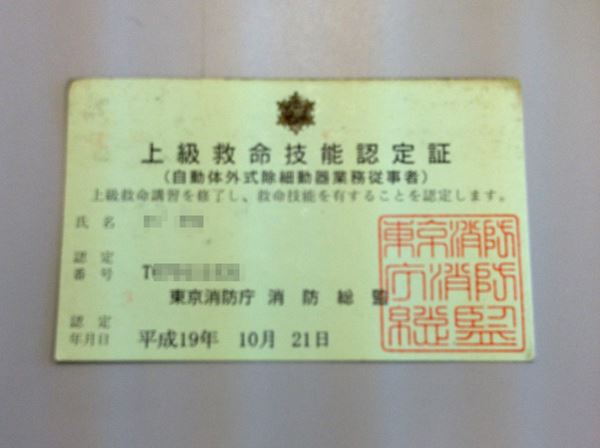 上級救命技能認定証
(自動体外式除細動器業務従事者)
上級救命講習を修了し、救命技能を有することを認定します。
氏名
認定
番号 T
東京消防庁 消防総監
認定
年月日 平成19年 10月 21日
東京消防
庁消防
総監